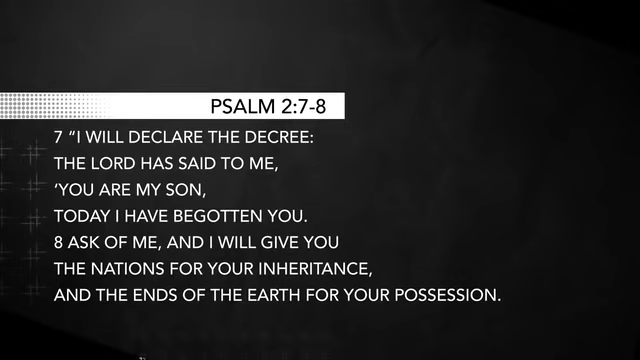 PSALM 2:7-8
7 “I WILL DECLARE THE DECREE:
THE LORD HAS SAID TO ME,
‘YOU ARE MY SON,
TODAY I HAVE BEGOTTEN YOU.
8 ASK OF ME, AND I WILL GIVE YOU
THE NATIONS FOR YOUR INHERITANCE,
AND THE ENDS OF THE EARTH FOR YOUR POSSESSION.